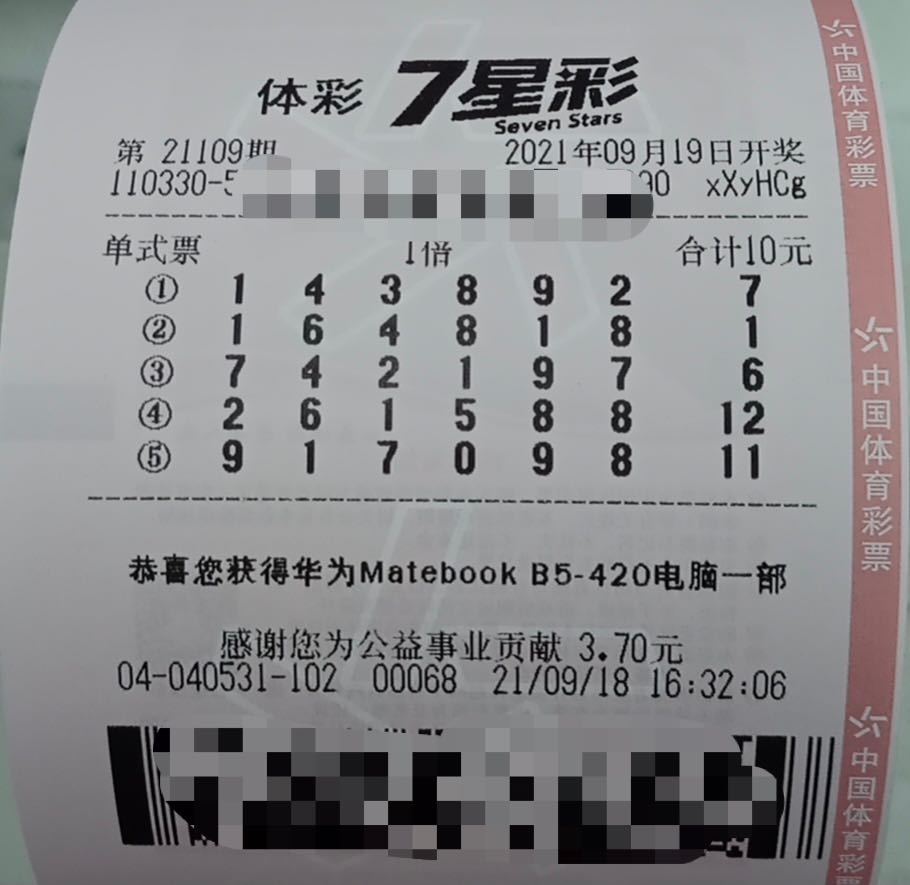 体彩 7星彩
Seven Stars
第 21109期 2021年09月19日开奖
110330-5 90 xXyHCg
单式票 1倍 合计10元
① 1 4 3 8 9 2 7
② 1 6 4 8 1 8 1
③ 7 4 2 1 9 7 6
④ 2 6 1 5 8 8 12
⑤ 9 1 7 0 9 8 11
恭喜您获得华为Matebook B5-420电脑一部
感谢您为公益事业贡献 3.70元
04-040531-102 00068 21/09/18 16:32:06
中国体育彩票
中国体育彩票
中国体育彩